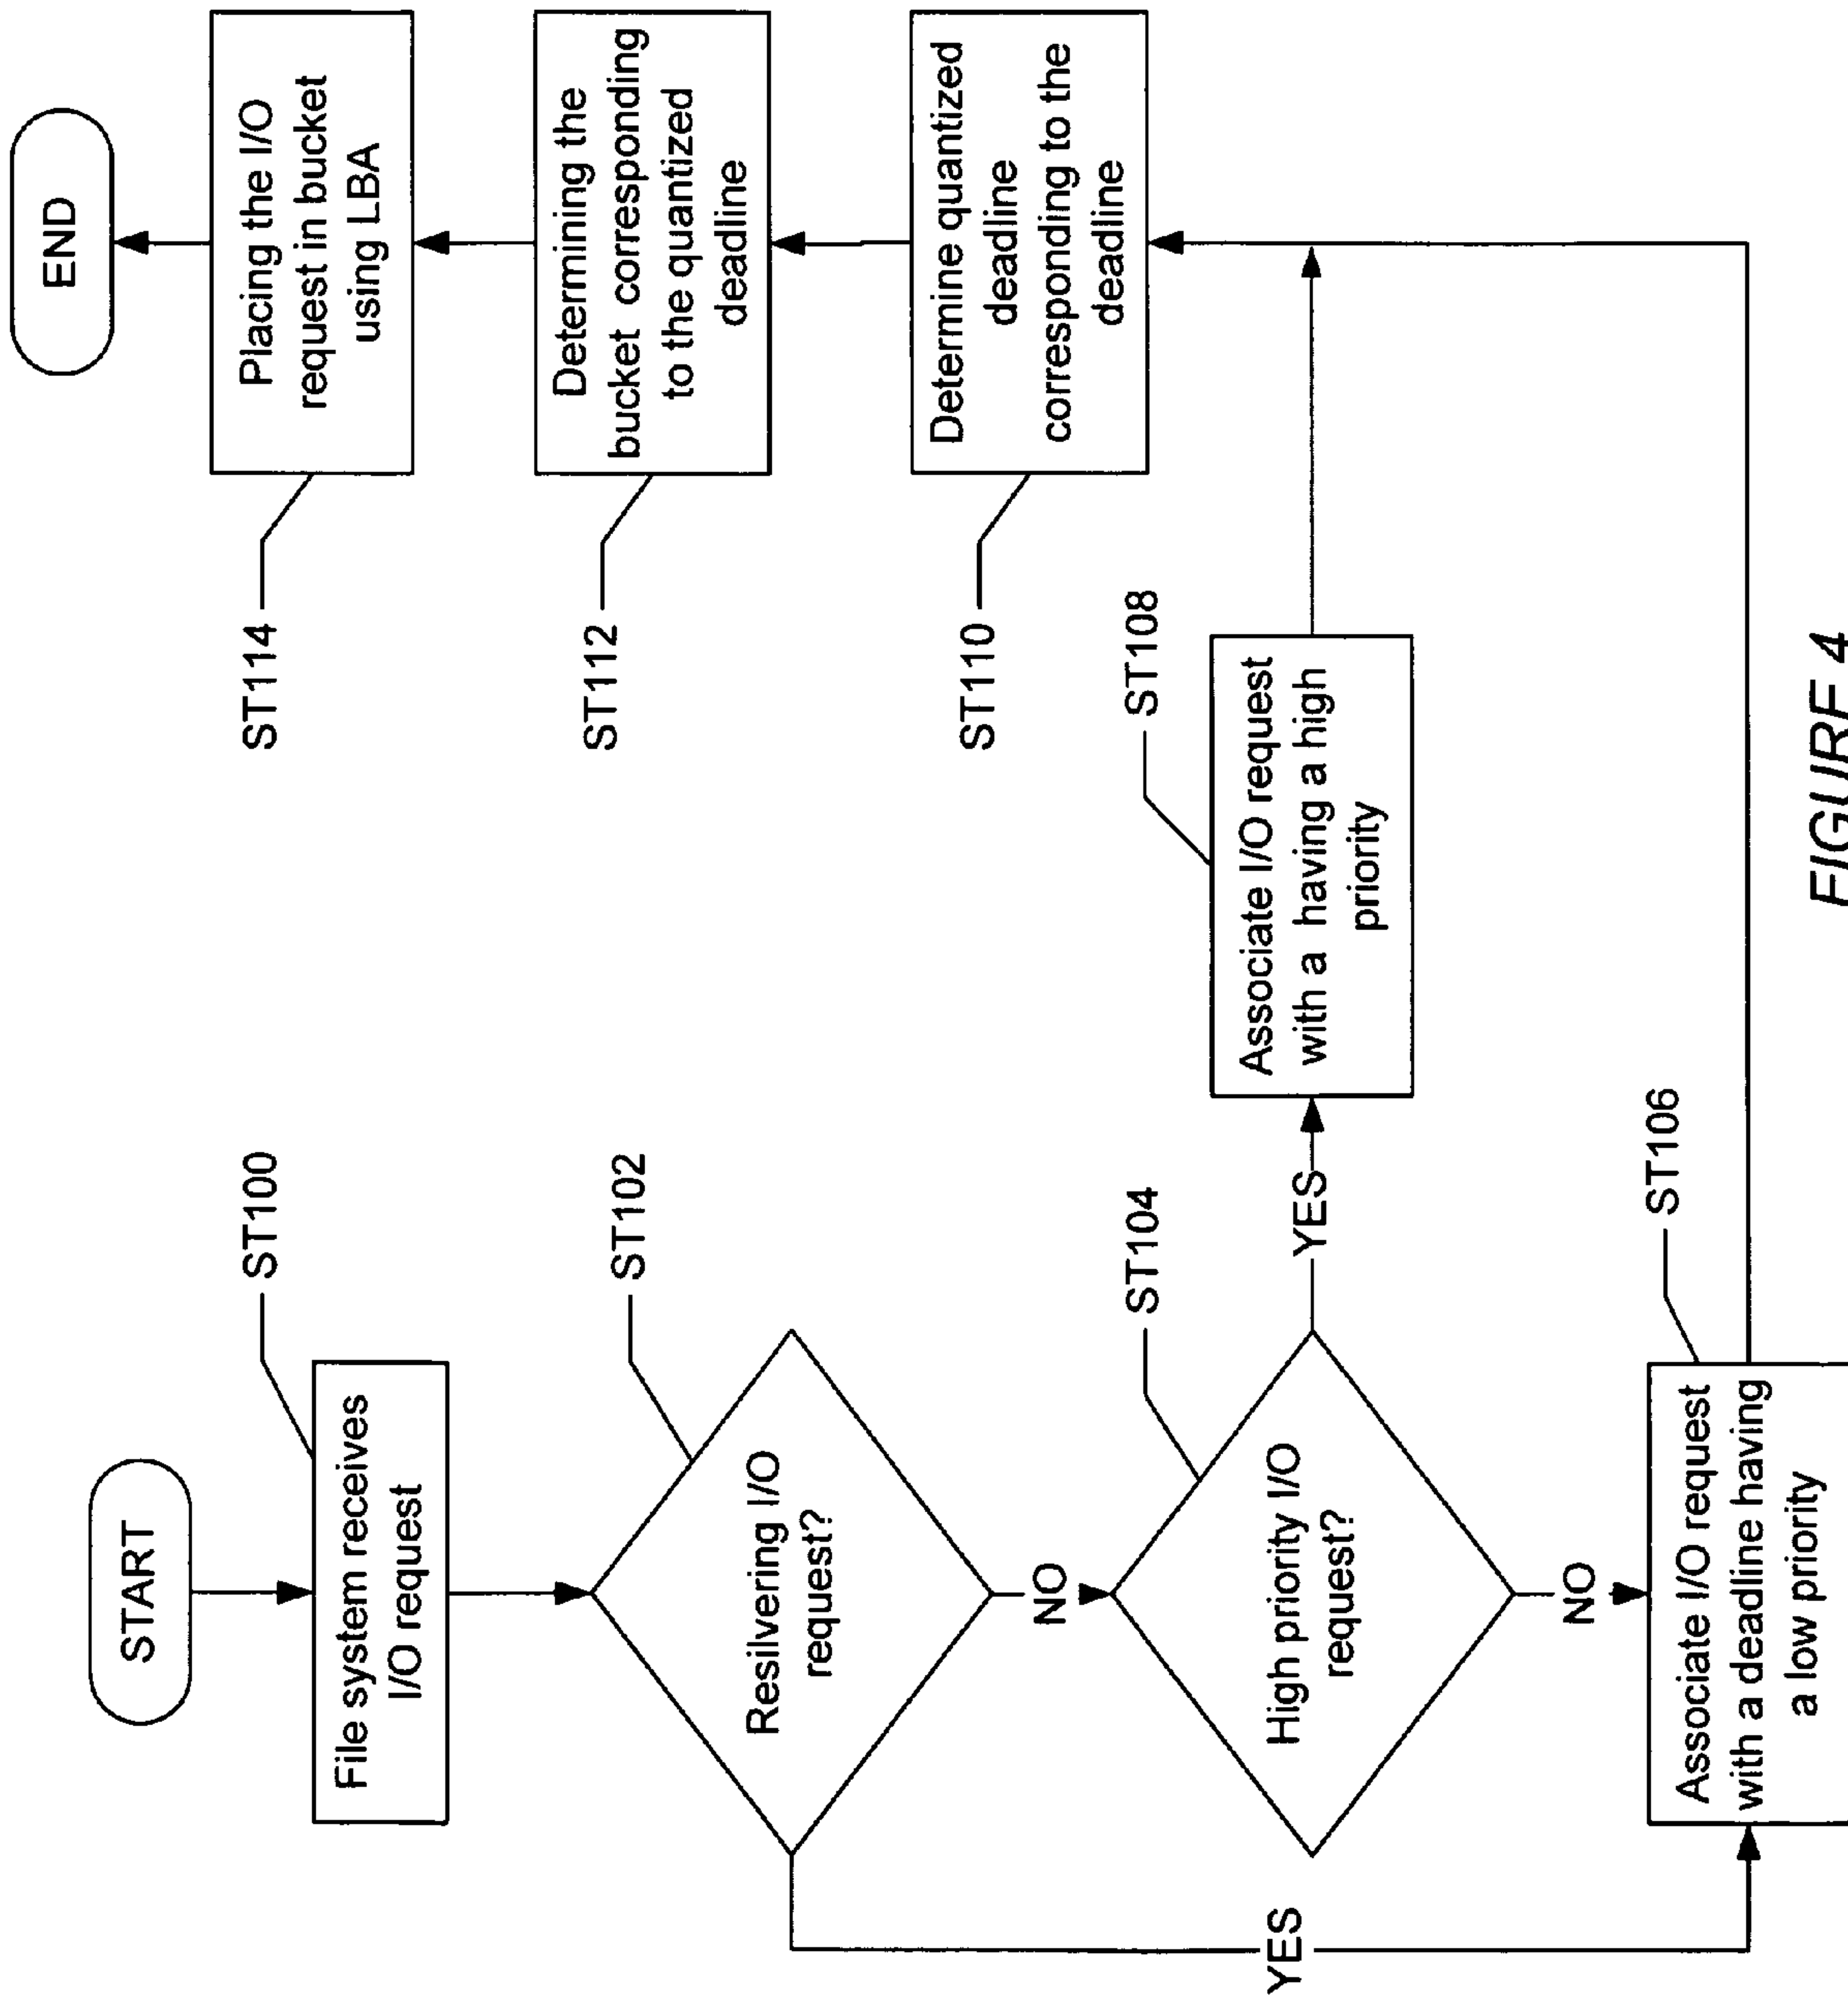 START
File system receives
I/O request
ST100
Resilvering I/O
request?
ST102
YES
NO
High priority I/O
request?
ST104
YES
NO
Associate I/O request
with a deadline having
a low priority
ST106
Associate I/O request
with a having a high
priority
ST108
Determine quantized
deadline
corresponding to the
deadline
ST110
Determining the
bucket corresponding
to the quantized
deadline
ST112
Placing the I/O
request in bucket
using LBA
ST114
END
FIGURE 4